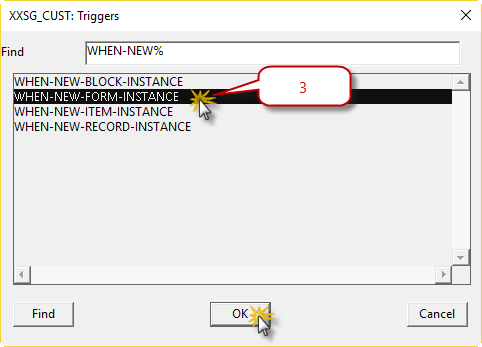 XXSG_CUST: Triggers
Find WHEN-NEW%
WHEN-NEW-BLOCK-INSTANCE
WHEN-NEW-FORM-INSTANCE
3
WHEN-NEW-ITEM-INSTANCE
WHEN-NEW-RECORD-INSTANCE
Find OK Cancel